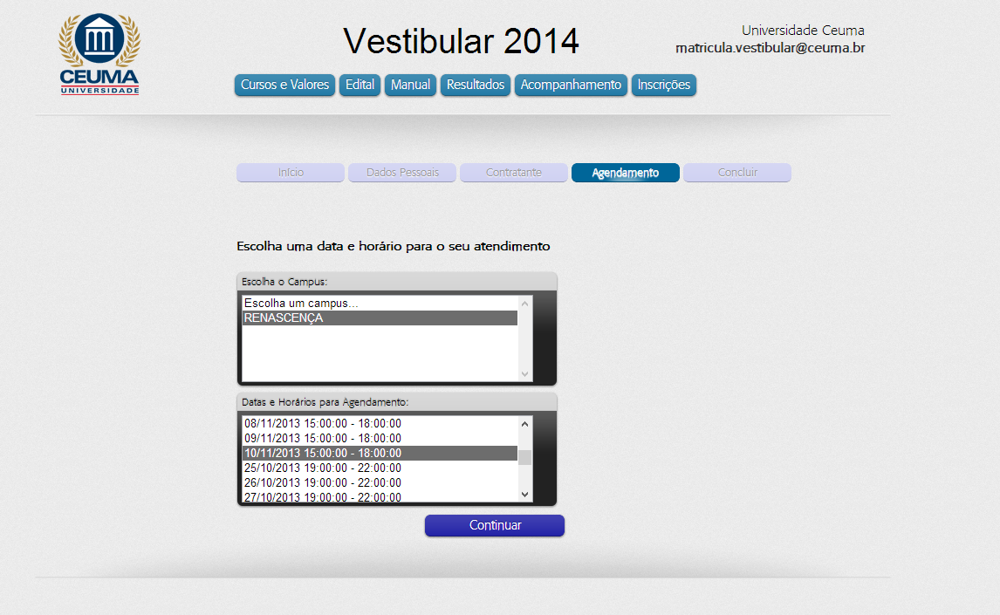 CEUMA
UNIVERSIDADE
Vestibular 2014
Universidade Ceuma
matricula.vestibular@ceuma.br
Cursos e Valores Edital Manual Resultados Acompanhamento Inscrições
Início Dados Pessoais Contratante Agendamento Concluir
Escolha uma data e horário para o seu atendimento
Escolha o Campus:
Escolha um campus...
RENASCENÇA
Datas e Horários para Agendamento:
08/11/2013 15:00:00 - 18:00:00
09/11/2013 15:00:00 - 18:00:00
10/11/2013 15:00:00 - 18:00:00
25/10/2013 19:00:00 - 22:00:00
26/10/2013 19:00:00 - 22:00:00
27/10/2013 19:00:00 - 22:00:00
Continuar